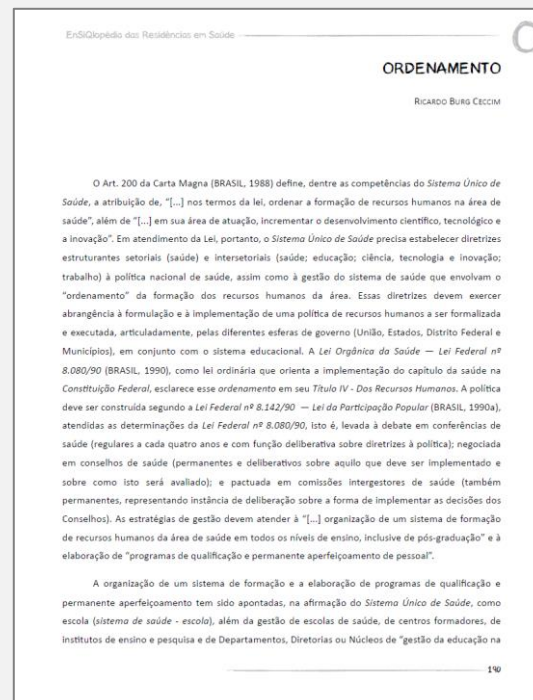 EnSiQlopédia das Residências em Saúde
O
ORDENAMENTO
RICARDO BURG CECCIM
O Art. 200 da Carta Magna (BRASIL, 1988) define, dentre as competências do Sistema Único de
Saúde, a atribuição de, “[...] nos termos da lei, ordenar a formação de recursos humanos na área de
saúde”, além de “[...] em sua área de atuação, incrementar o desenvolvimento científico, tecnológico e
a inovação”. Em atendimento da Lei, portanto, o Sistema Único de Saúde precisa estabelecer diretrizes
estruturantes setoriais (saúde) e intersetoriais (saúde; educação; ciência, tecnologia e inovação;
trabalho) à política nacional de saúde, assim como à gestão do sistema de saúde que envolvam o
“ordenamento” da formação dos recursos humanos da área. Essas diretrizes devem exercer
abrangência à formulação e à implementação de uma política de recursos humanos a ser formalizada
e executada, articuladamente, pelas diferentes esferas de governo (União, Estados, Distrito Federal e
Municípios), em conjunto com o sistema educacional. A Lei Orgânica da Saúde — Lei Federal nº
8.080/90 (BRASIL, 1990), como lei ordinária que orienta a implementação do capítulo da saúde na
Constituição Federal, esclarece esse ordenamento em seu Título IV - Dos Recursos Humanos. A política
deve ser construída segundo a Lei Federal nº 8.142/90 — Lei da Participação Popular (BRASIL, 1990a),
atendidas as determinações da Lei Federal nº 8.080/90, isto é, levada à debate em conferências de
saúde (regulares a cada quatro anos e com função deliberativa sobre diretrizes à política); negociada
em conselhos de saúde (permanentes e deliberativos sobre aquilo que deve ser implementado e
sobre como isto será avaliado); e pactuada em comissões intergestores de saúde (também
permanentes, representando instância de deliberação sobre a forma de implementar as decisões dos
Conselhos). As estratégias de gestão devem atender à “[...] organização de um sistema de formação
de recursos humanos da área de saúde em todos os níveis de ensino, inclusive de pós-graduação” e à
elaboração de “programas de qualificação e permanente aperfeiçoamento de pessoal”.
A organização de um sistema de formação e a elaboração de programas de qualificação e
permanente aperfeiçoamento tem sido apontadas, na afirmação do Sistema Único de Saúde, como
escola (sistema de saúde - escola), além da gestão de escolas de saúde, de centros formadores, de
institutos de ensino e pesquisa e de Departamentos, Diretorias ou Núcleos de “gestão da educação na
190